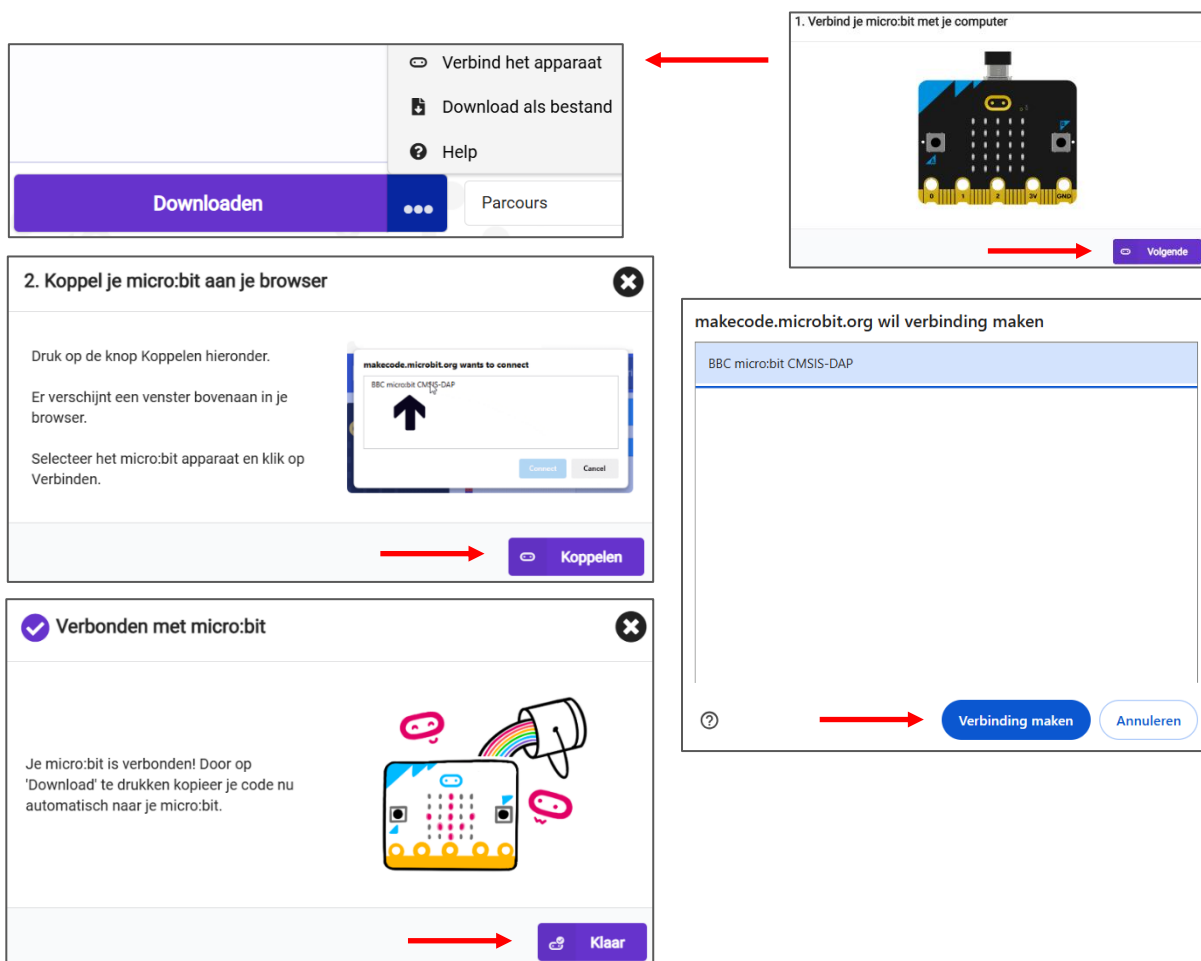 Verbind het apparaat
Download als bestand
Help
Downloaden
Parcours
1. Verbind je micro:bit met je computer
0 1 2 3V GND
Volgende
2. Koppel je micro:bit aan je browser
Druk op de knop Koppelen hieronder.
Er verschijnt een venster bovenaan in je
browser.
Selecteer het micro:bit apparaat en klik op
Verbinden.
makecode.microbit.org wants to connect
BBC micro:bit CMSIS-DAP
Connect
Cancel
Koppelen
makecode.microbit.org wil verbinding maken
BBC micro:bit CMSIS-DAP
Verbinding maken
Annuleren
Verbonden met micro:bit
Je micro:bit is verbonden! Door op
'Download' te drukken kopieer je code nu
automatisch naar je micro:bit.
Klaar